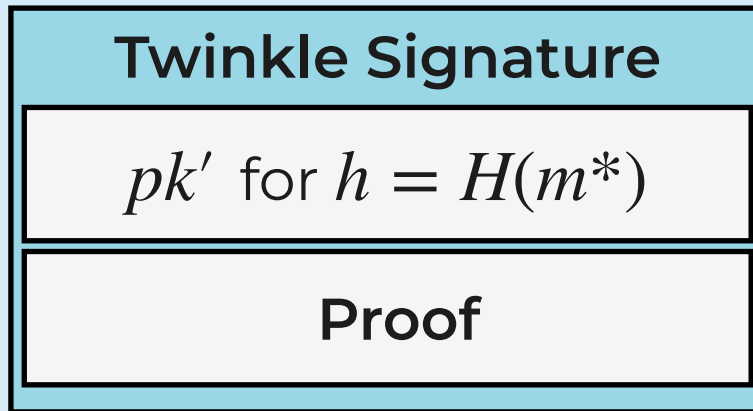 Twinkle Signature
pk′ for h = H(m*)
Proof